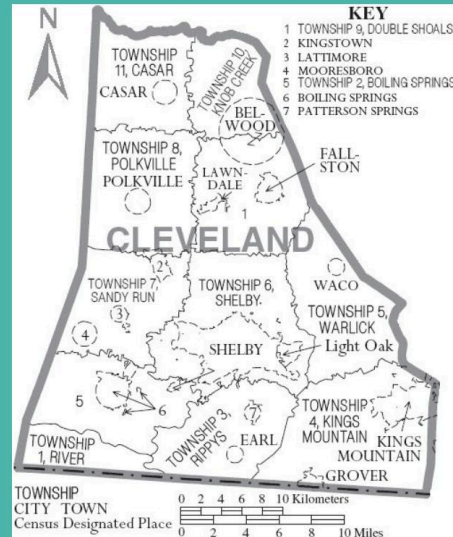 N
KEY
1 TOWNSHIP 9, DOUBLE SHOALS
2 KINGSTOWN
3 LATTIMORE
4 MOORESBORO
5 TOWNSHIP 2, BOILING SPRINGS
6 BOILING SPRINGS
7 PATTERSON SPRINGS
TOWNSHIP
11, CASAR
CASAR
TOWNSHIP 10,
KNOB CREEK
BEL-
WOOD
TOWNSHIP 8,
POLKVILLE
POLKVILLE
LAWN-
DALE
1
FALL-
STON
CLEVELAND
2
TOWNSHIP 7,
SANDY RUN
3
4
TOWNSHIP 6,
SHELBY
WACO
TOWNSHIP 5,
WARLICK
SHELBY
Light Oak
5
6
7
TOWNSHIP 3,
RIPPYS
EARL
TOWNSHIP
4, KINGS
MOUNTAIN
KINGS
MOUNTAIN
TOWNSHIP
1, RIVER
GROVER
TOWNSHIP
CITY TOWN
Census Designated Place
0 2 4 6 8 10 Kilometers
0 2 4 6 8 10 Miles